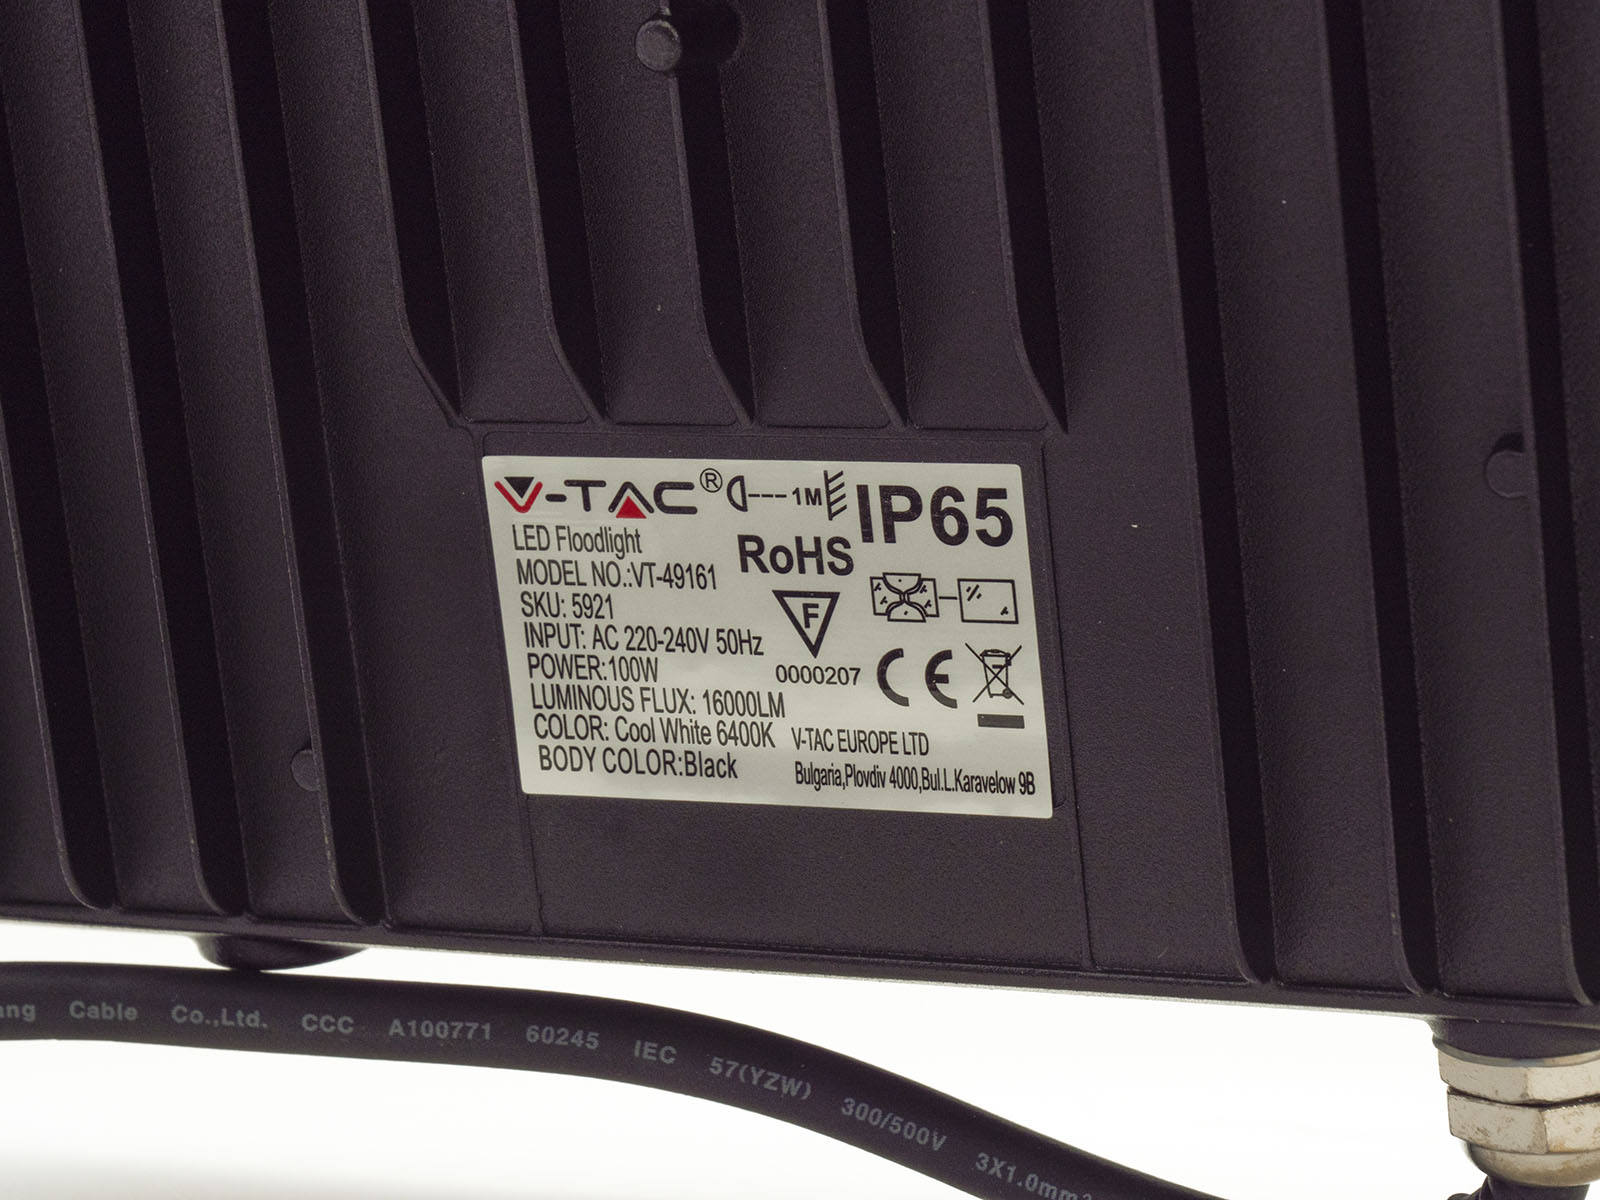 V-TAC® 1M IP65
LED Floodlight
RoHS
MODEL NO.:VT-49161
SKU: 5921
F
INPUT: AC 220-240V 50Hz
POWER:100W
0000207
CE
LUMINOUS FLUX: 16000LM
COLOR: Cool White 6400K
BODY COLOR:Black
V-TAC EUROPE LTD
Bulgaria,Plovdiv 4000,Bul.L.Karavelow 9B
Cable Co.,Ltd. CCC A100771 60245 IEC 57(YZW) 300/500V 3X1.0mm²